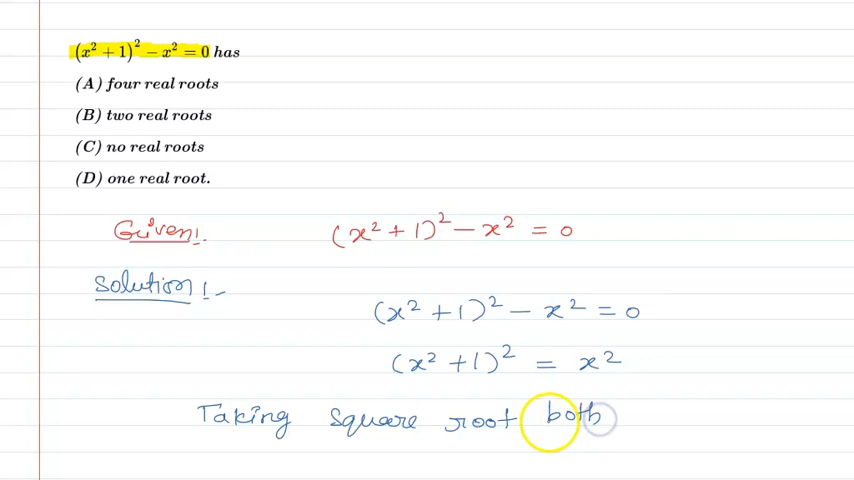 (x² + 1)² − x² = 0 has
(A) four real roots
(B) two real roots
(C) no real roots
(D) one real root.
Given:. (x² + 1)² − x² = 0
Solution:-
(x² + 1)² − x² = 0
(x² + 1)² = x²
Taking square root both